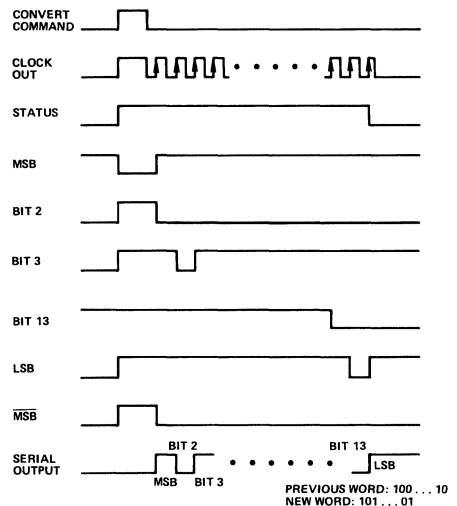 CONVERT
COMMAND
CLOCK
OUT
STATUS
MSB
BIT 2
BIT 3
BIT 13
LSB
MSB
SERIAL
OUTPUT
BIT 2
BIT 13
MSB
BIT 3
LSB
PREVIOUS WORD: 100 . . . 10
NEW WORD: 101 . . . 01